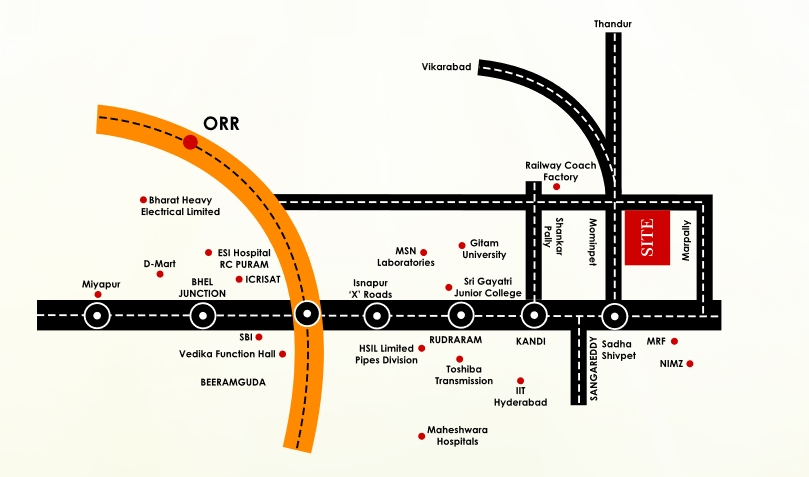 Thandur
Vikarabad
ORR
Railway Coach
Factory
Bharat Heavy
Electrical Limited
Shankar
Pally
Mominpet
SITE
Marpally
ESI Hospital
RC PURAM
MSN
Laboratories
Gitam
University
D-Mart
ICRISAT
Miyapur
BHEL
JUNCTION
Isnapur
'X' Roads
Sri Gayatri
Junior College
SBI
Vedika Function Hall
BEERAMGUDA
HSIL Limited
Pipes Division
RUDRARAM
Toshiba
Transmission
KANDI
IIT
Hyderabad
SANGAREDDY
Sadha
Shivpet
MRF
NIMZ
Maheshwara
Hospitals